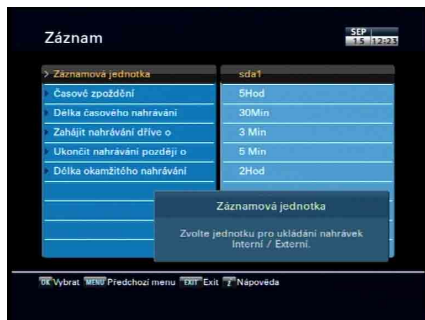 Záznam
SEP
15 12:23
Záznamová jednotka sda1
Časové zpoždění 5Hod
Délka časového nahrávání 30Min
Zahájit nahrávání dříve o 3 Min
Ukončit nahrávání později o 5 Min
Délka okamžitého nahrávání 2Hod
Záznamová jednotka
Zvolte jednotku pro ukládání nahrávek
Interní / Externí.
OK Vybrat MENU Předchozí menu EXIT Exit i Nápověda